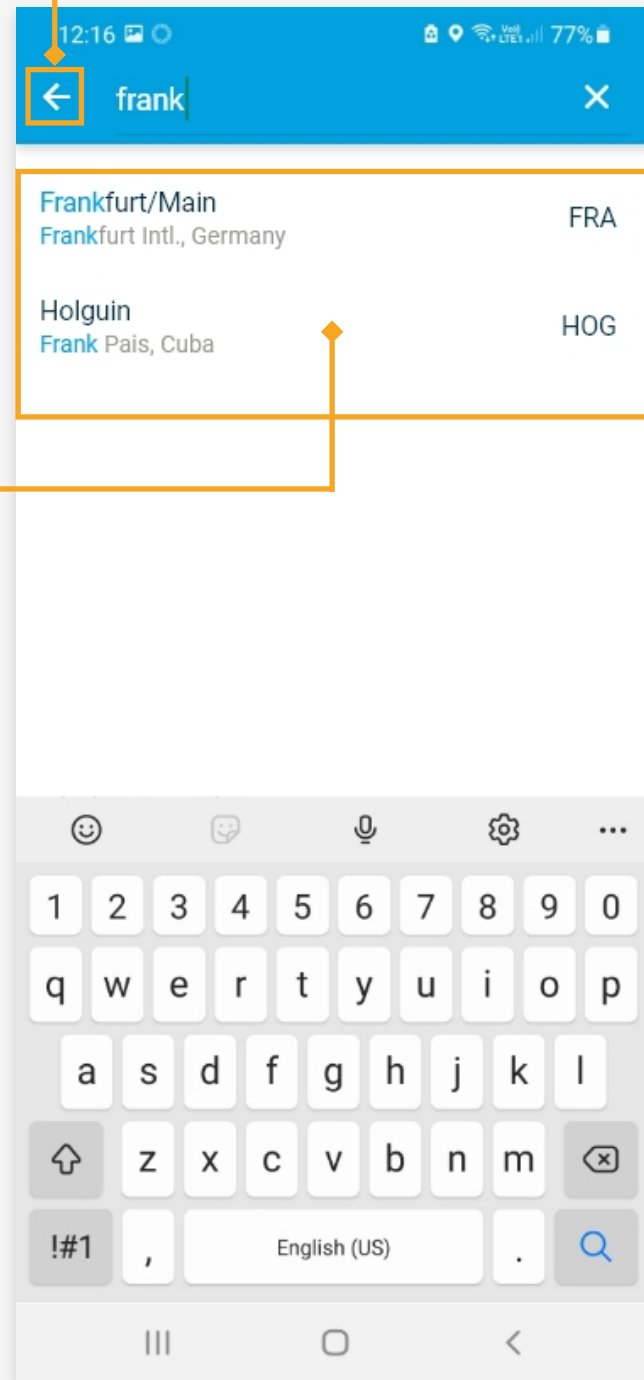 12:16 77%
frank
Frankfurt/Main FRA
Frankfurt Intl., Germany
Holguin HOG
Frank Pais, Cuba
1 2 3 4 5 6 7 8 9 0
q w e r t y u i o p
a s d f g h j k l
z x c v b n m
!#1 , English (US) .